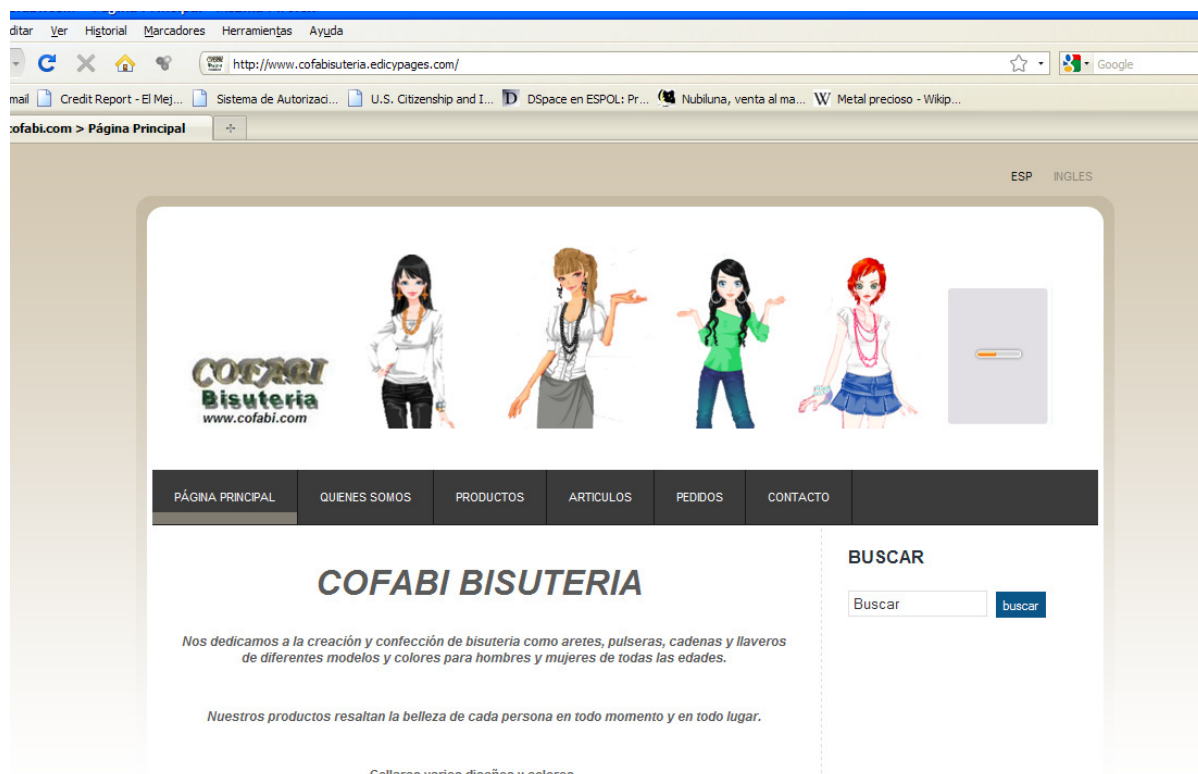 ditar Ver Historial Marcadores Herramientas Ayuda
http://www.cofabisuteria.edicypages.com/
Google
mail Credit Report - El Mej... Sistema de Autorizaci... U.S. Citizenship and I... DSpace en ESPOL: Pr... Nubiluna, venta al ma... W Metal precioso - Wikip...
cofabi.com > Página Principal
ESP INGLES
COFABI
Bisuteria
www.cofabi.com
PÁGINA PRINCIPAL QUIENES SOMOS PRODUCTOS ARTICULOS PEDIDOS CONTACTO
COFABI BISUTERIA
BUSCAR
Buscar buscar
Nos dedicamos a la creación y confección de bisuteria como aretes, pulseras, cadenas y llaveros
de diferentes modelos y colores para hombres y mujeres de todas las edades.
Nuestros productos resaltan la belleza de cada persona en todo momento y en todo lugar.